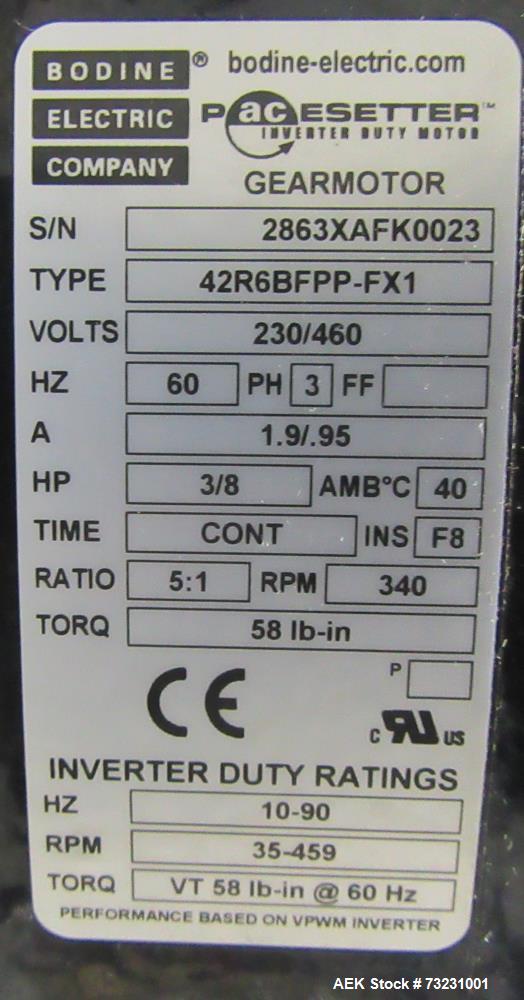 BODINE ® bodine-electric.com
ELECTRIC PacESETTER™
INVERTER DUTY MOTOR
COMPANY GEARMOTOR
S/N 2863XAFK0023
TYPE 42R6BFPP-FX1
VOLTS 230/460
HZ 60 PH 3 FF
A 1.9/.95
HP 3/8 AMB°C 40
TIME CONT INS F8
RATIO 5:1 RPM 340
TORQ 58 lb-in
P
CE c RU US
INVERTER DUTY RATINGS
HZ 10-90
RPM 35-459
TORQ VT 58 lb-in @ 60 Hz
PERFORMANCE BASED ON VPWM INVERTER
AEK Stock # 73231001